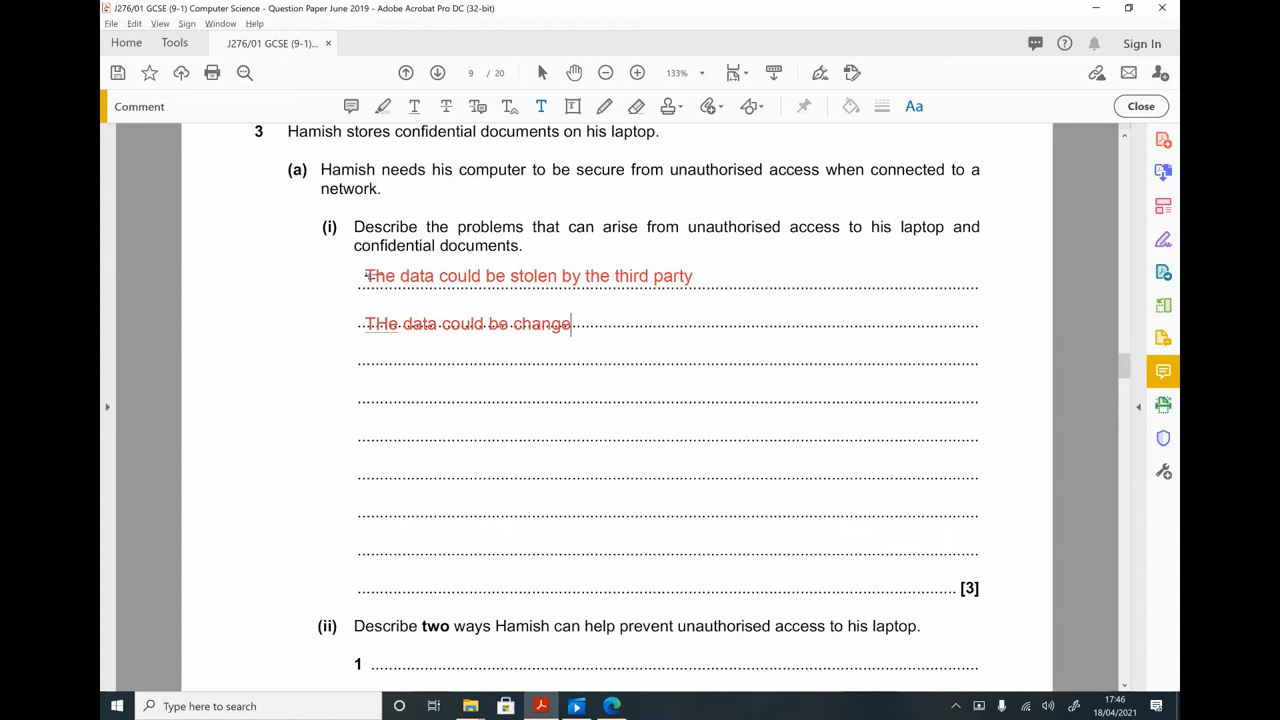 J276/01 GCSE (9-1) Computer Science - Question Paper June 2019 - Adobe Acrobat Pro DC (32-bit)
File Edit View Sign Window Help
Home Tools J276/01 GCSE (9-1)... × Sign In
9 / 20 133%
Comment Aa Close
3 Hamish stores confidential documents on his laptop.
(a) Hamish needs his computer to be secure from unauthorised access when connected to a
network.
(i) Describe the problems that can arise from unauthorised access to his laptop and
confidential documents.
The data could be stolen by the third party
THe data could be change
[3]
(ii) Describe two ways Hamish can help prevent unauthorised access to his laptop.
1
Type here to search
17:46
18/04/2021